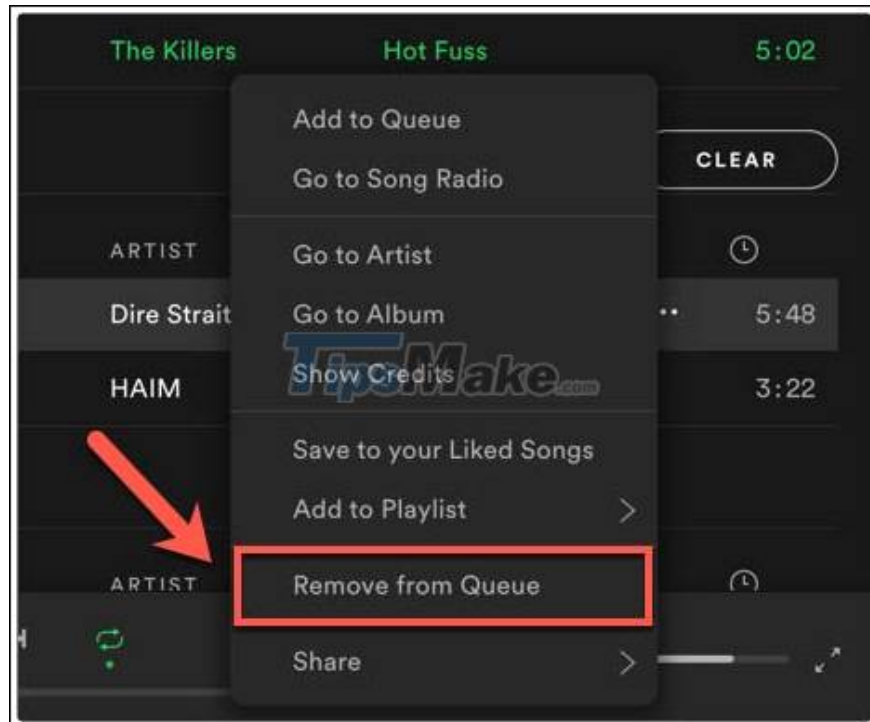 The Killers Hot Fuss 5:02
Add to Queue
CLEAR
Go to Song Radio
ARTIST
Go to Artist
Dire Strait Go to Album •• 5:48
TipsMake.com
Show Credits
HAIM 3:22
Save to your Liked Songs
Add to Playlist
ARTIST Remove from Queue
Share